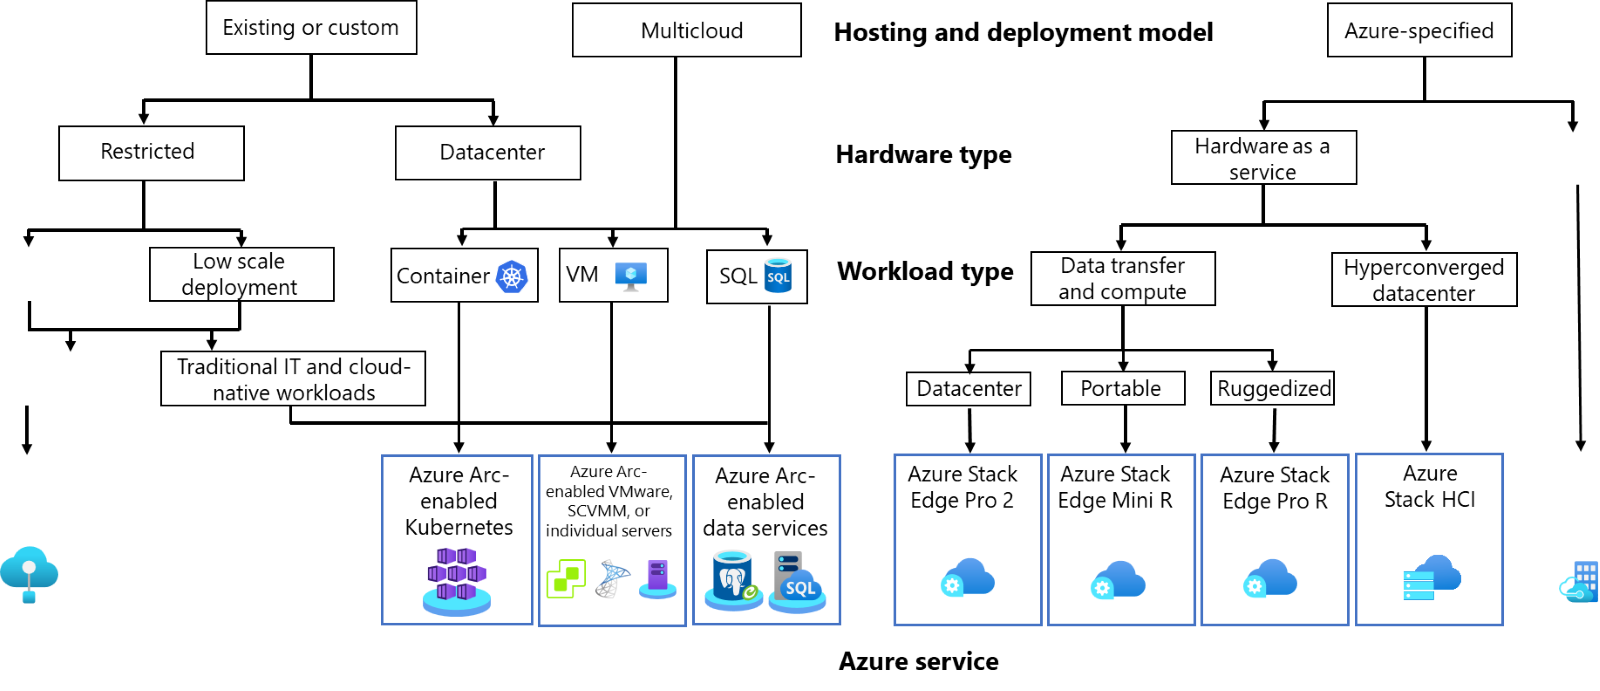 Existing or custom
Multicloud
Hosting and deployment model
Azure-specified
Restricted
Datacenter
Hardware type
Hardware as a
service
Low scale
deployment
Container
VM
SQL
SQL
Workload type
Data transfer
and compute
Hyperconverged
datacenter
Traditional IT and cloud-
native workloads
Datacenter
Portable
Ruggedized
Azure Arc-
enabled
Kubernetes
Azure Arc-
enabled VMware,
SCVMM, or
individual servers
Azure Arc-
enabled
data services
SQL
Azure Stack
Edge Pro 2
Azure Stack
Edge Mini R
Azure Stack
Edge Pro R
Azure
Stack HCI
Azure service